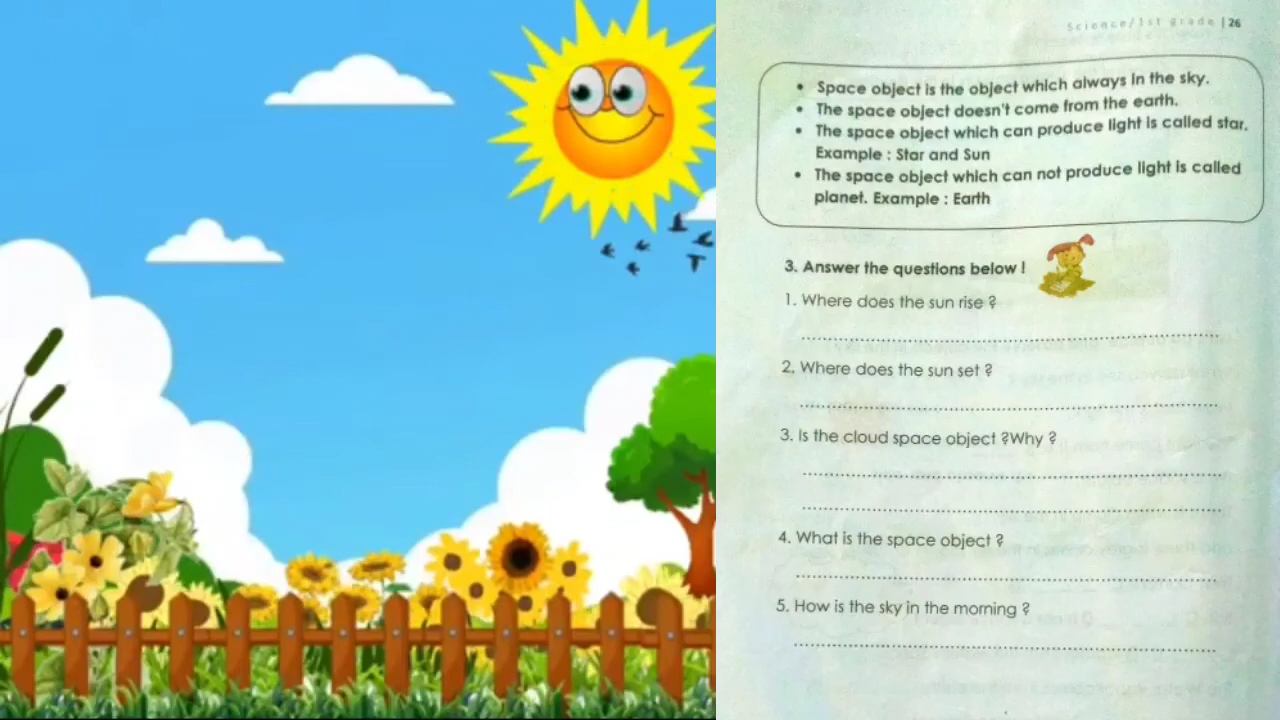 Science/1st grade | 26
• Space object is the object which always in the sky.
• The space object doesn't come from the earth.
• The space object which can produce light is called star.
Example : Star and Sun
• The space object which can not produce light is called
planet. Example : Earth
3. Answer the questions below !
1. Where does the sun rise ?
2. Where does the sun set ?
3. Is the cloud space object ?Why ?
4. What is the space object ?
5. How is the sky in the morning ?